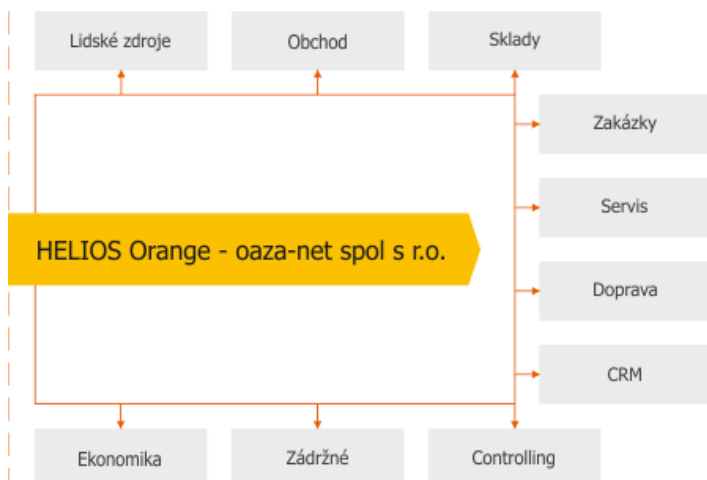 Lidské zdroje
Obchod
Sklady
Zakázky
Servis
HELIOS Orange - oaza-net spol s r.o.
Doprava
CRM
Ekonomika
Zádržné
Controlling